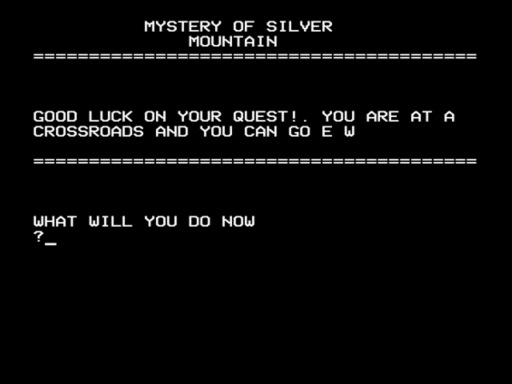 MYSTERY OF SILVER
MOUNTAIN
========================================
GOOD LUCK ON YOUR QUEST!. YOU ARE AT A
CROSSROADS AND YOU CAN GO E W
========================================
WHAT WILL YOU DO NOW
?_